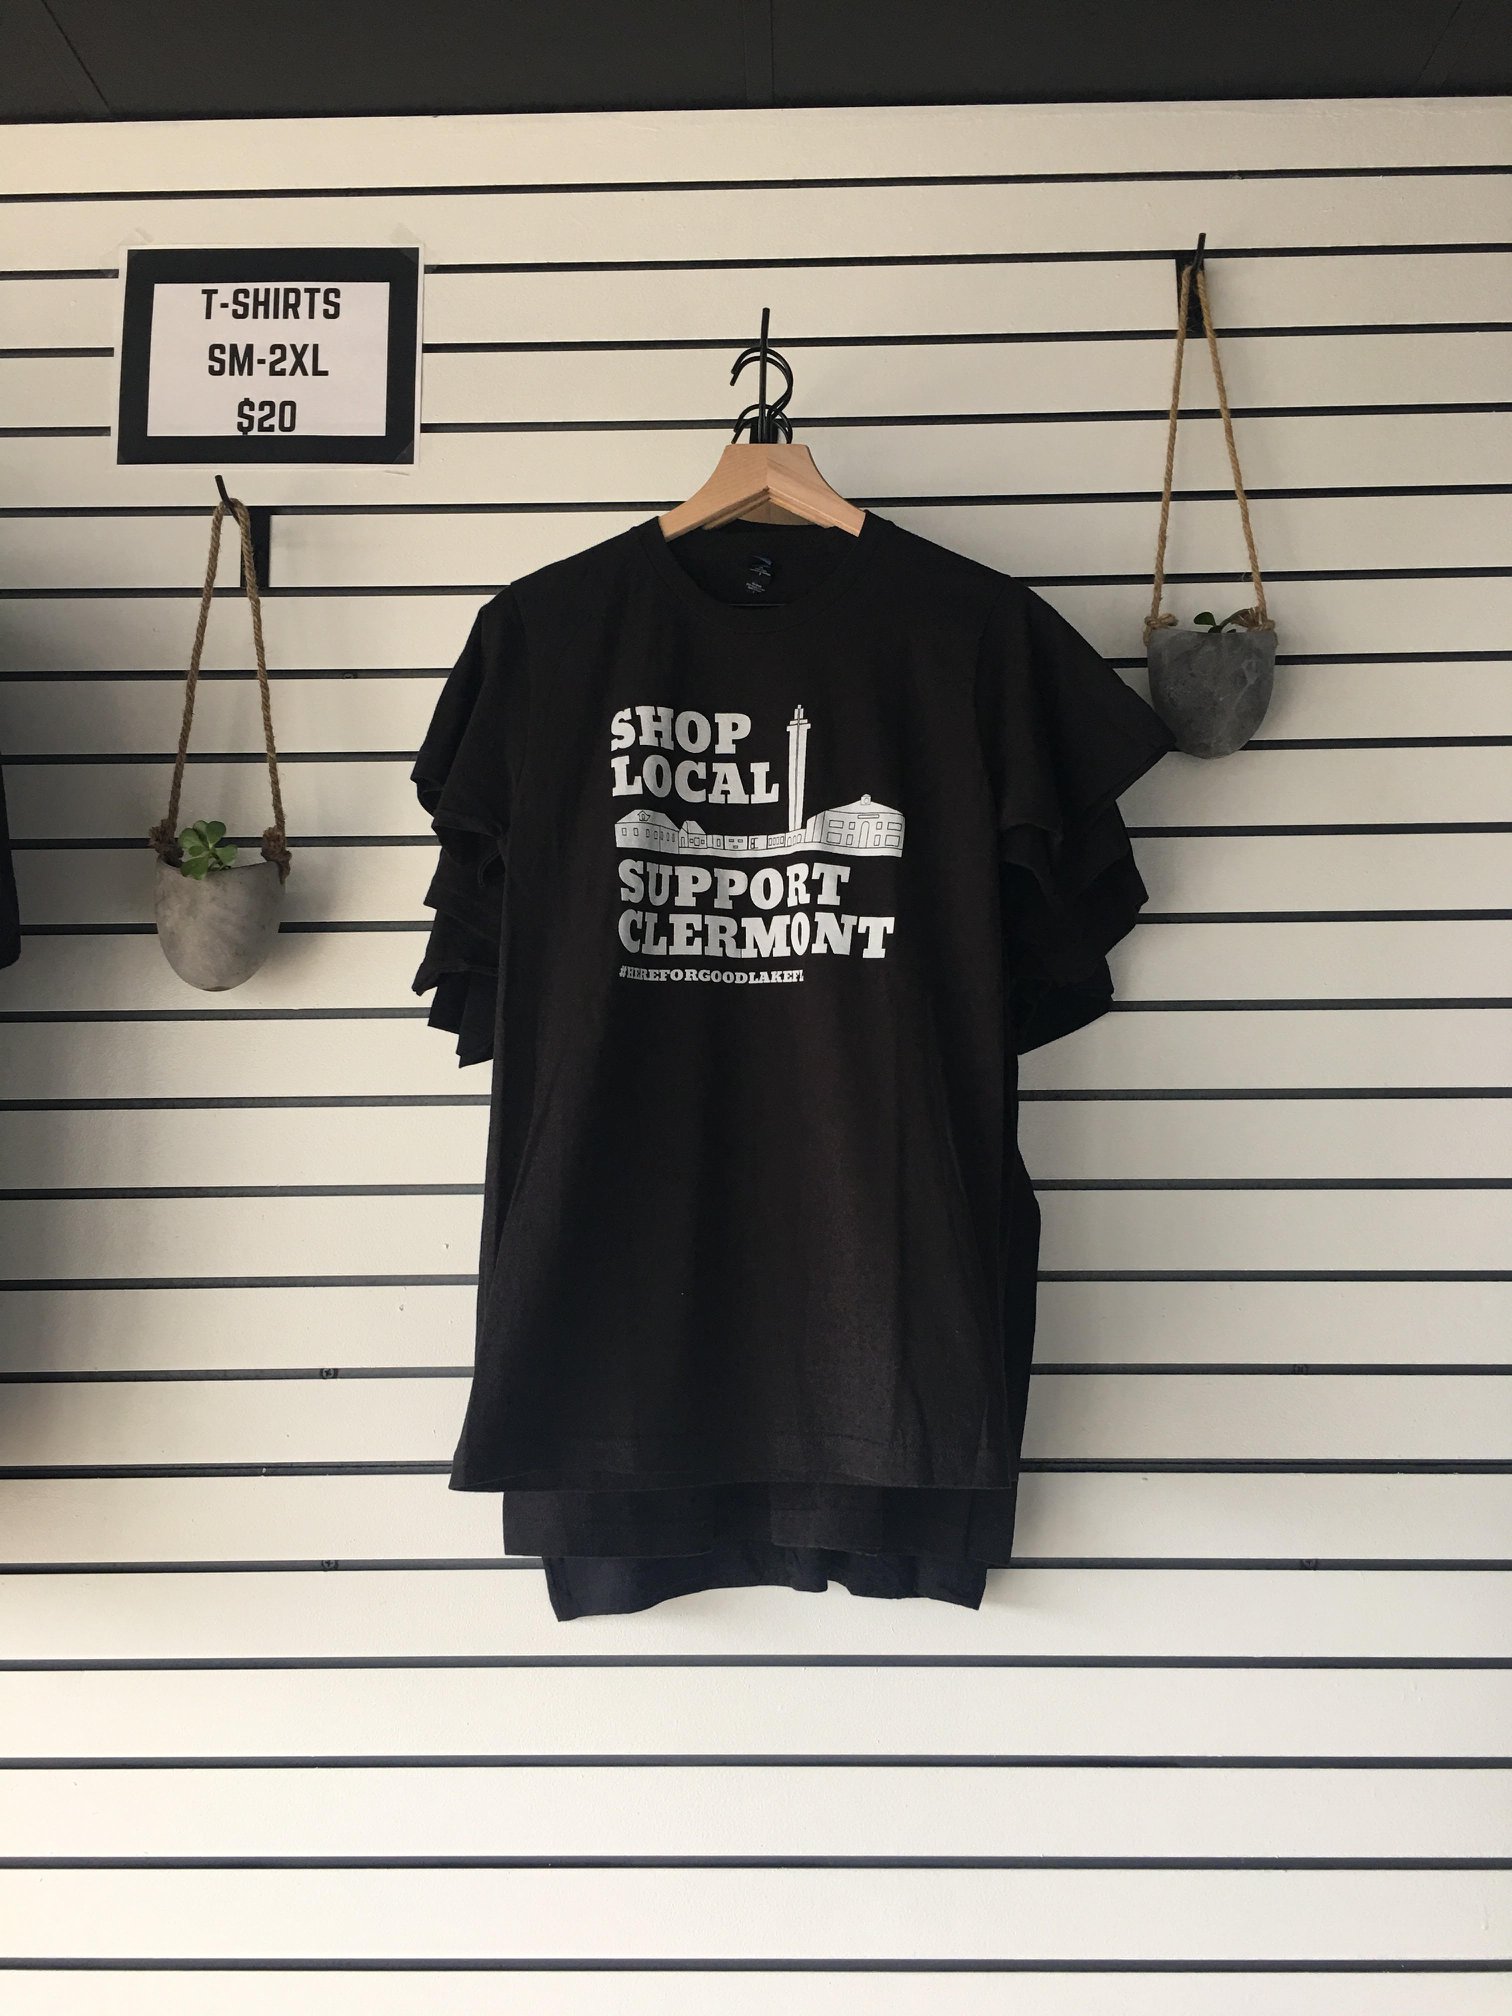 T-SHIRTS
SM-2XL
$20
SHOP
LOCAL
SUPPORT
CLERMONT
#HEREFORGOODLAKEFL